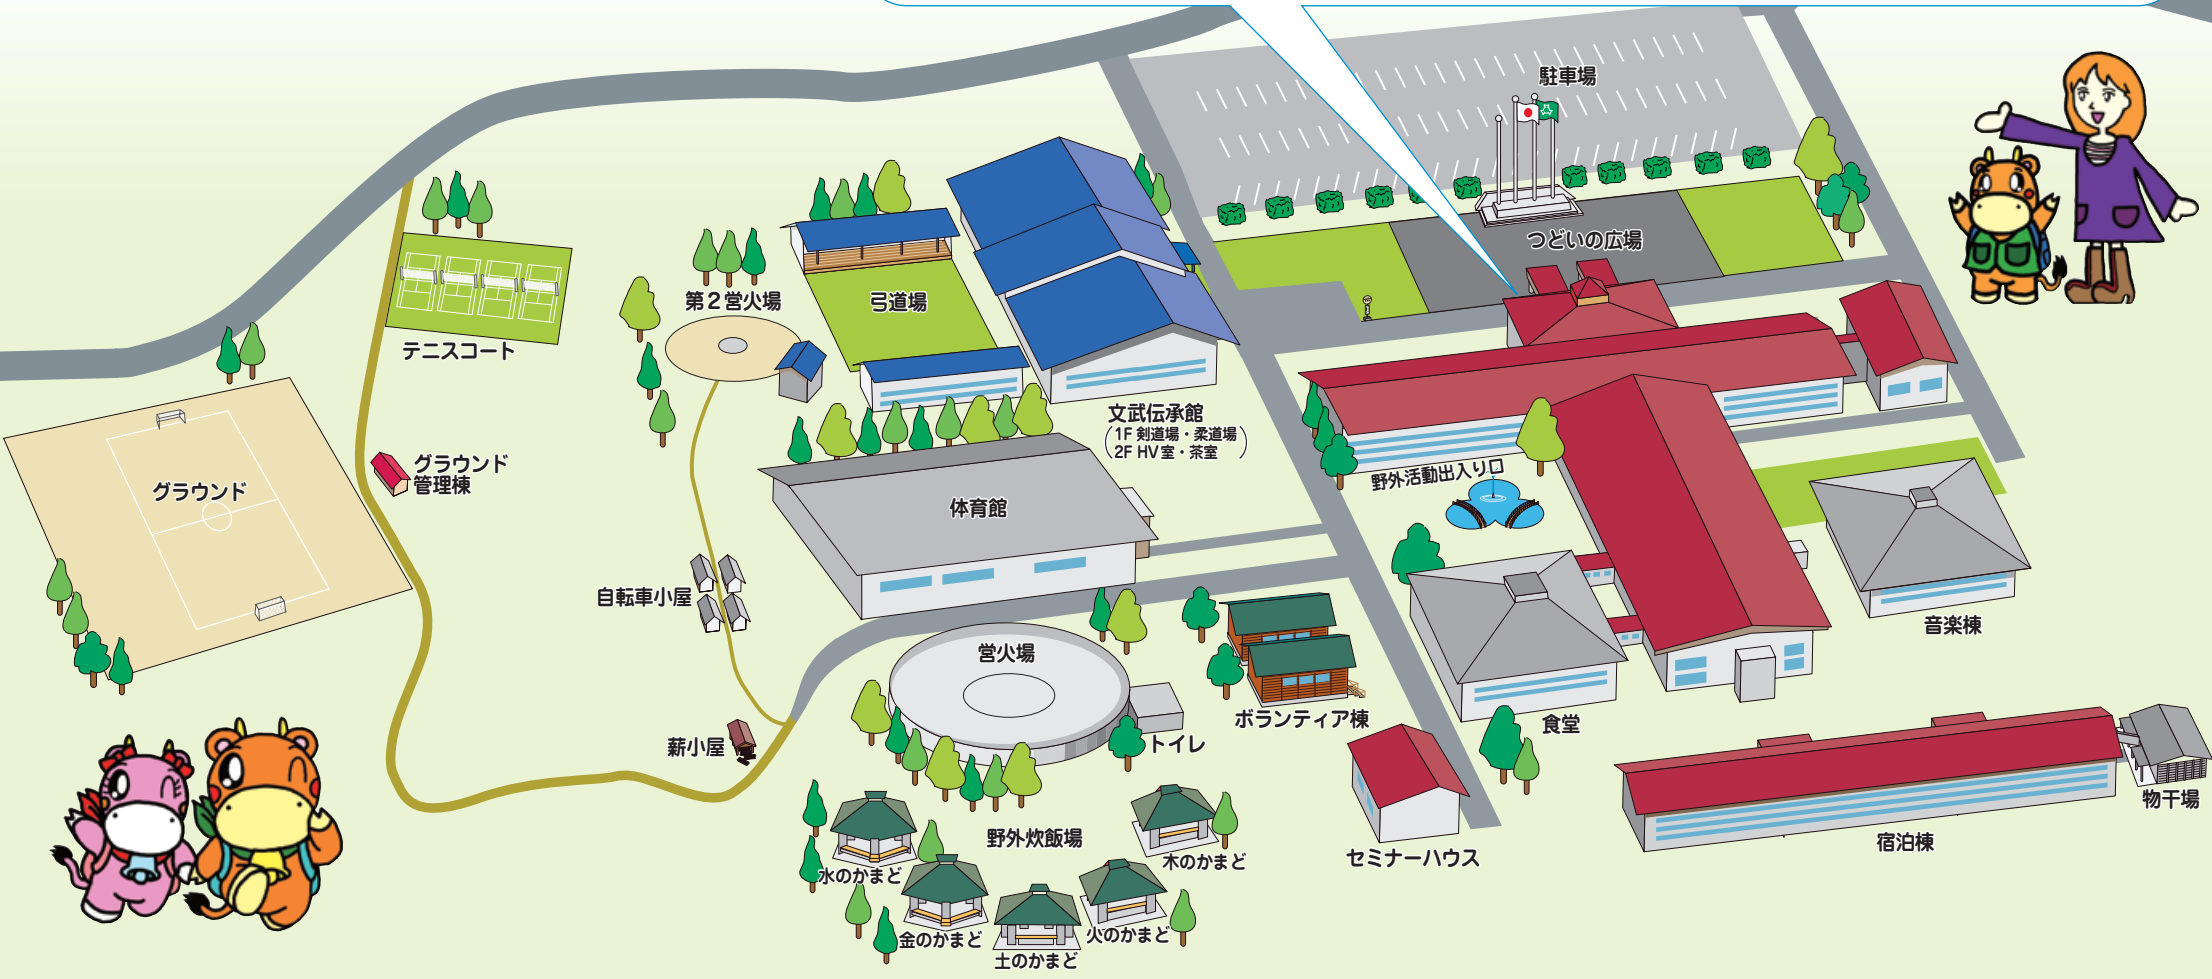 駐車場
つどいの広場
第２営火場
弓道場
テニスコート
文武伝承館
(1F 剣道場・柔道場
2F HV室・茶室)
グラウンド
管理棟
グラウンド
野外活動出入り口
体育館
自転車小屋
音楽棟
営火場
ボランティア棟
食堂
薪小屋
トイレ
物干場
野外炊飯場
セミナーハウス
宿泊棟
水のかまど
木のかまど
金のかまど
火のかまど
土のかまど